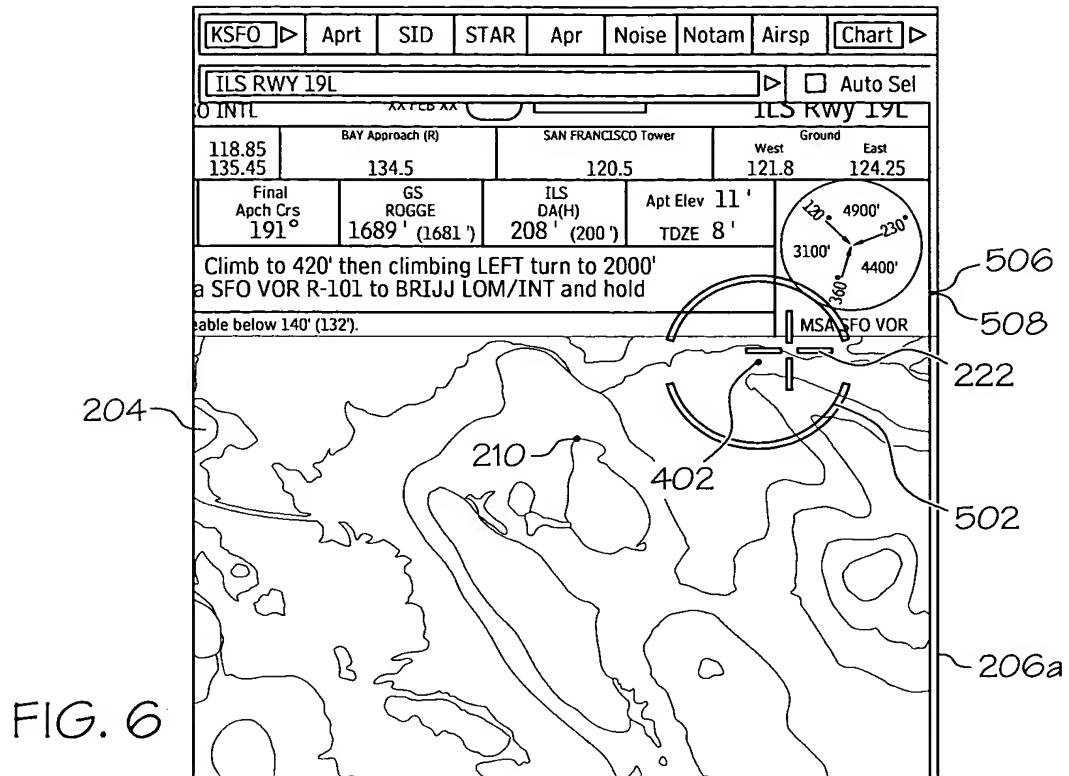 KSFO Aprt SID STAR Apr Noise Notam Airsp Chart
ILS RWY 19L Auto Sel
O INTL XX FEB XX ILS Rwy 19L
BAY Approach (R) SAN FRANCISCO Tower Ground
118.85 West East
135.45 134.5 120.5 121.8 124.25
Final GS ILS Apt Elev 11'
Apch Crs ROGGE DA(H)
191° 1689' (1681') 208' (200') TDZE 8'
120° 4900' 230°
3100' 4400'
360°
Climb to 420' then climbing LEFT turn to 2000'
a SFO VOR R-101 to BRIJJ LOM/INT and hold
eable below 140' (132'). MSA SFO VOR
506
508
222
204
210
402
502
206a
FIG. 6